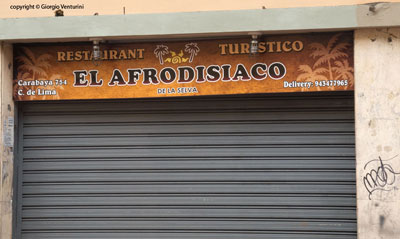 copyright © Giorgio Venturini
RESTAURANT TURISTICO
Carabaya 754
C. de Lima
EL AFRODISIACO
DE LA SELVA
Delivery: 943477965